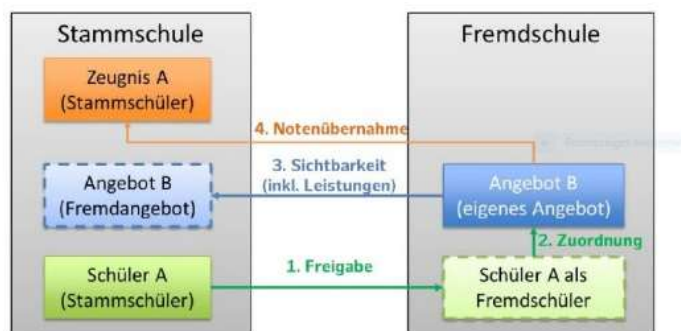 Stammschule
Fremdschule
Zeugnis A
(Stammschüler)
4. Notenübernahme
3. Sichtbarkeit
(inkl. Leistungen)
Angebot B
(Fremdangebot)
Angebot B
(eigenes Angebot)
2. Zuordnung
1. Freigabe
Schüler A
(Stammschüler)
Schüler A als
Fremdschüler